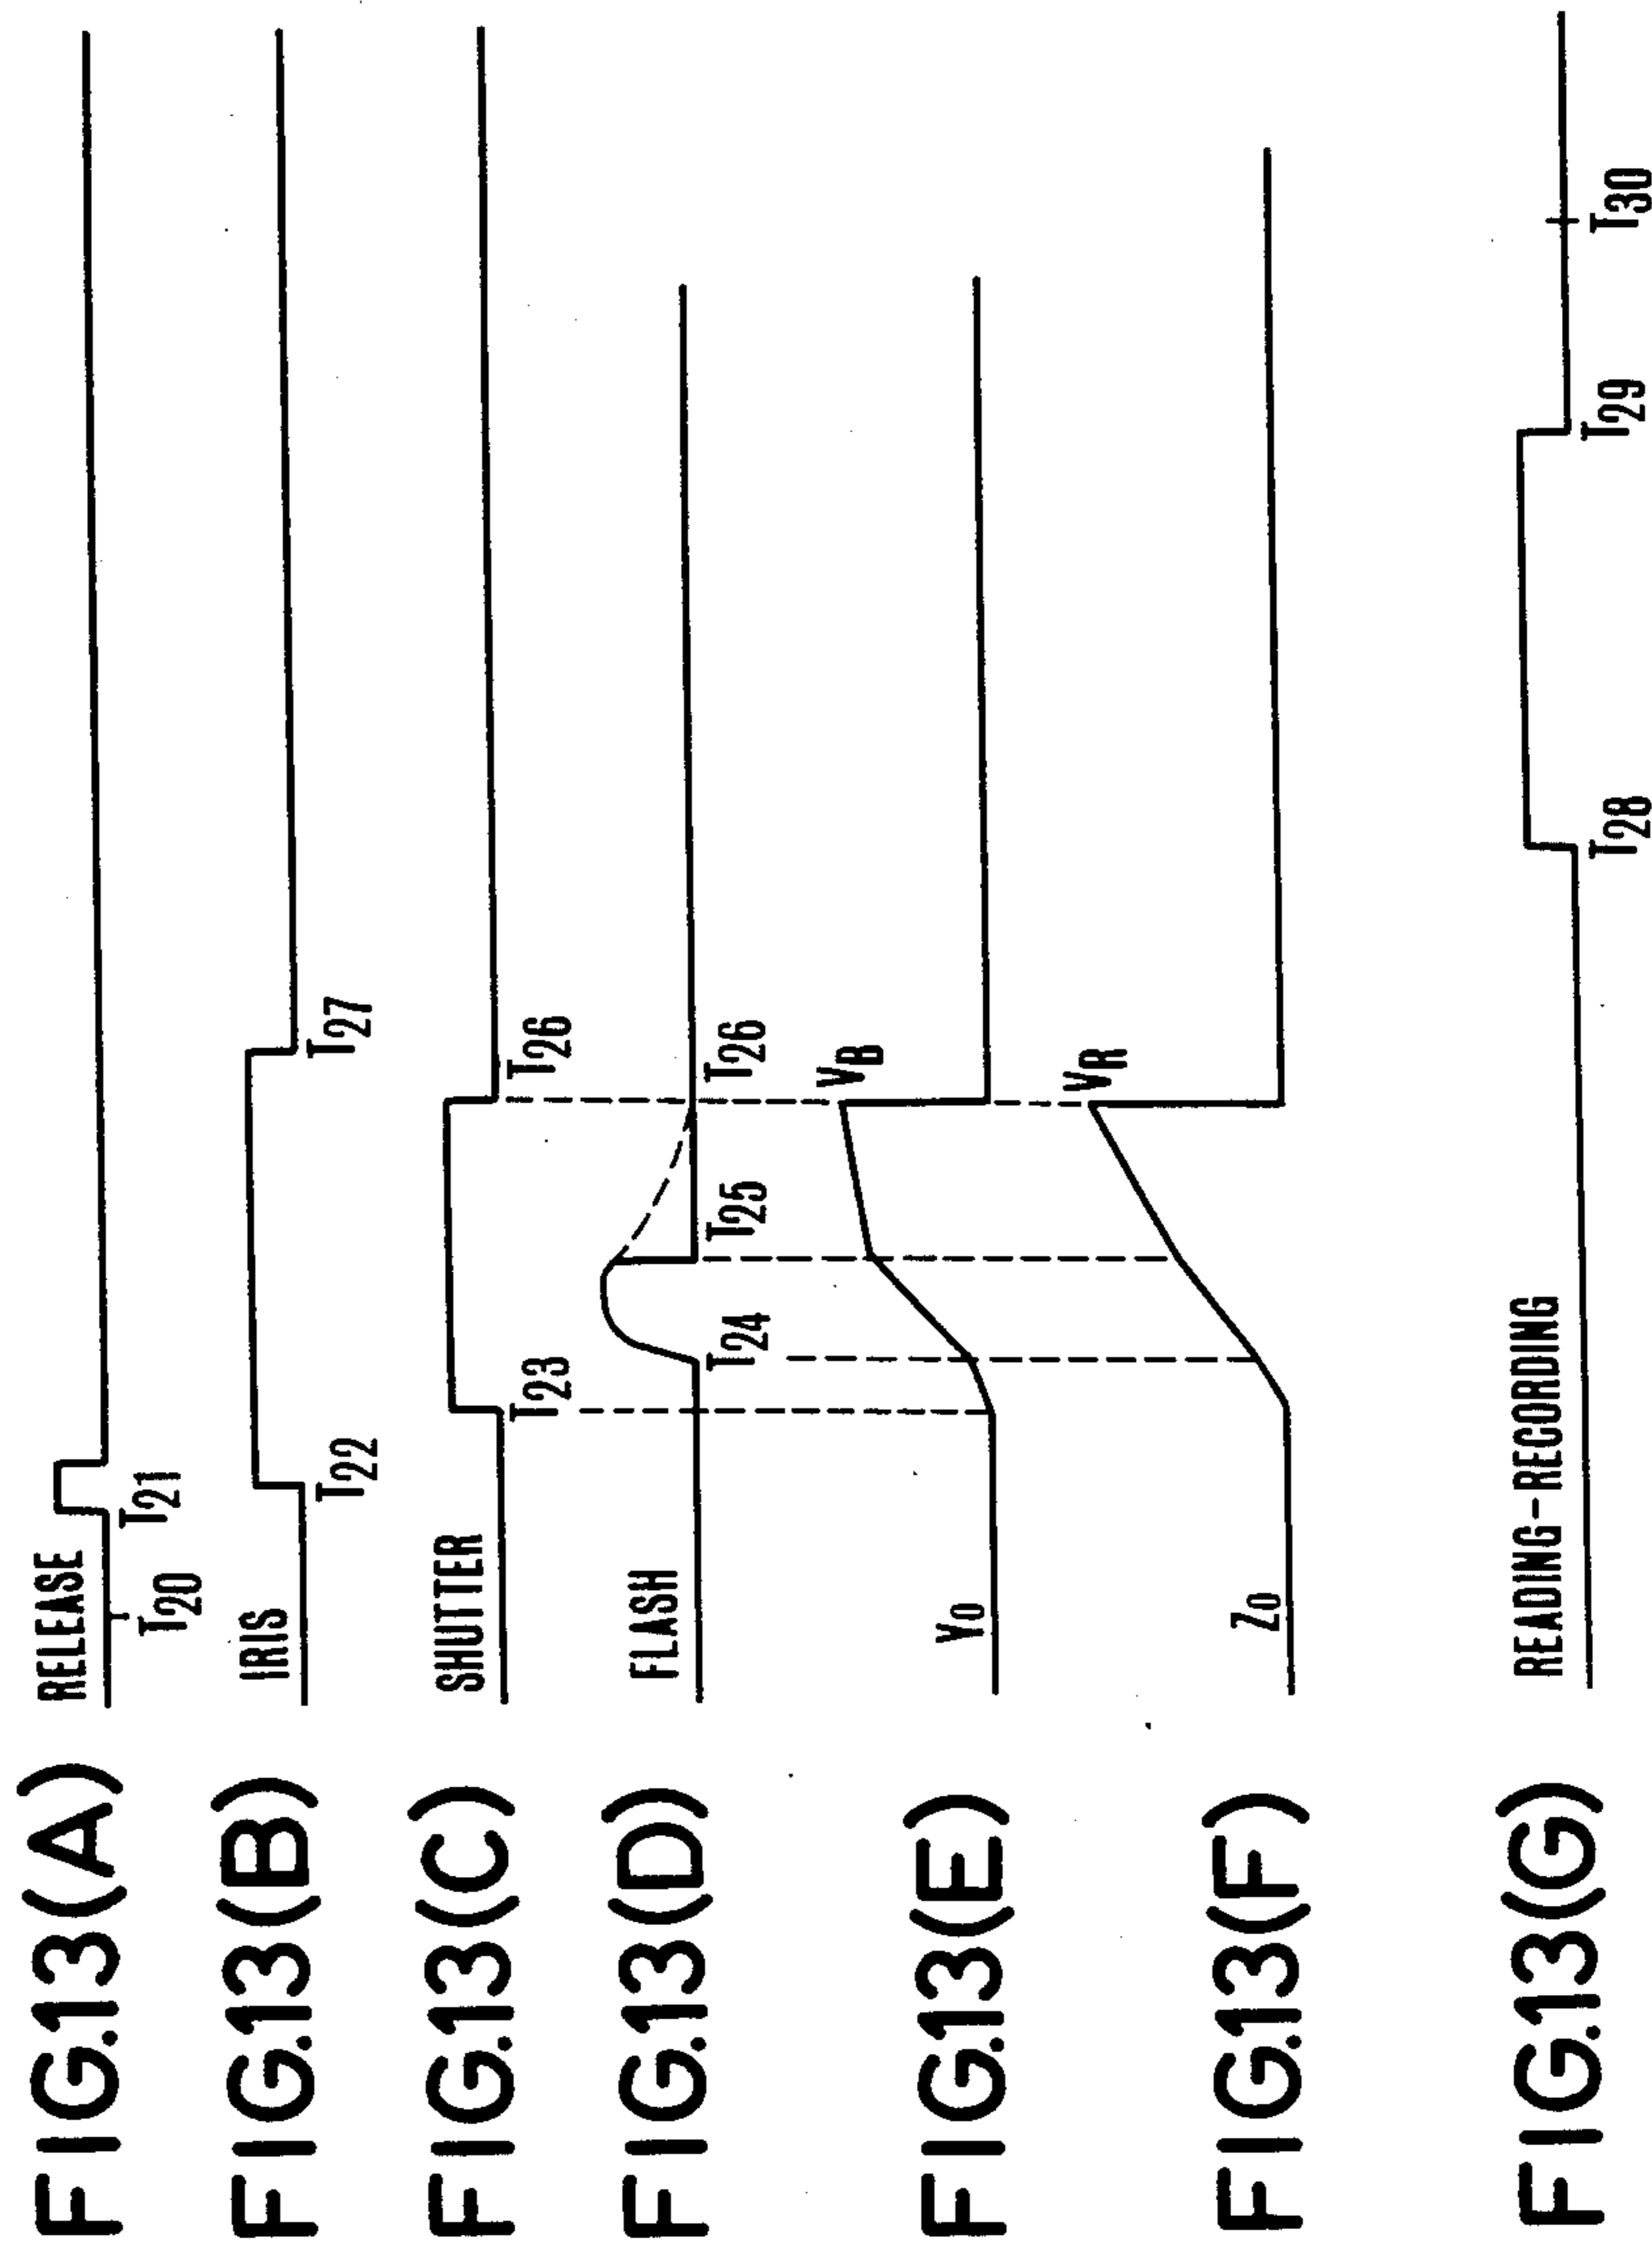 FIG.13(A)
RELEASE
T20
T21
FIG.13(B)
IRIS
T22
T27
FIG.13(C)
SHUTTER
T23
T26
FIG.13(D)
FLASH
T24
T25
T26
FIG.13(E)
Y0
VB
FIG.13(F)
Z0
VR
FIG.13(G)
READING-RECORDING
T28
T29
T30